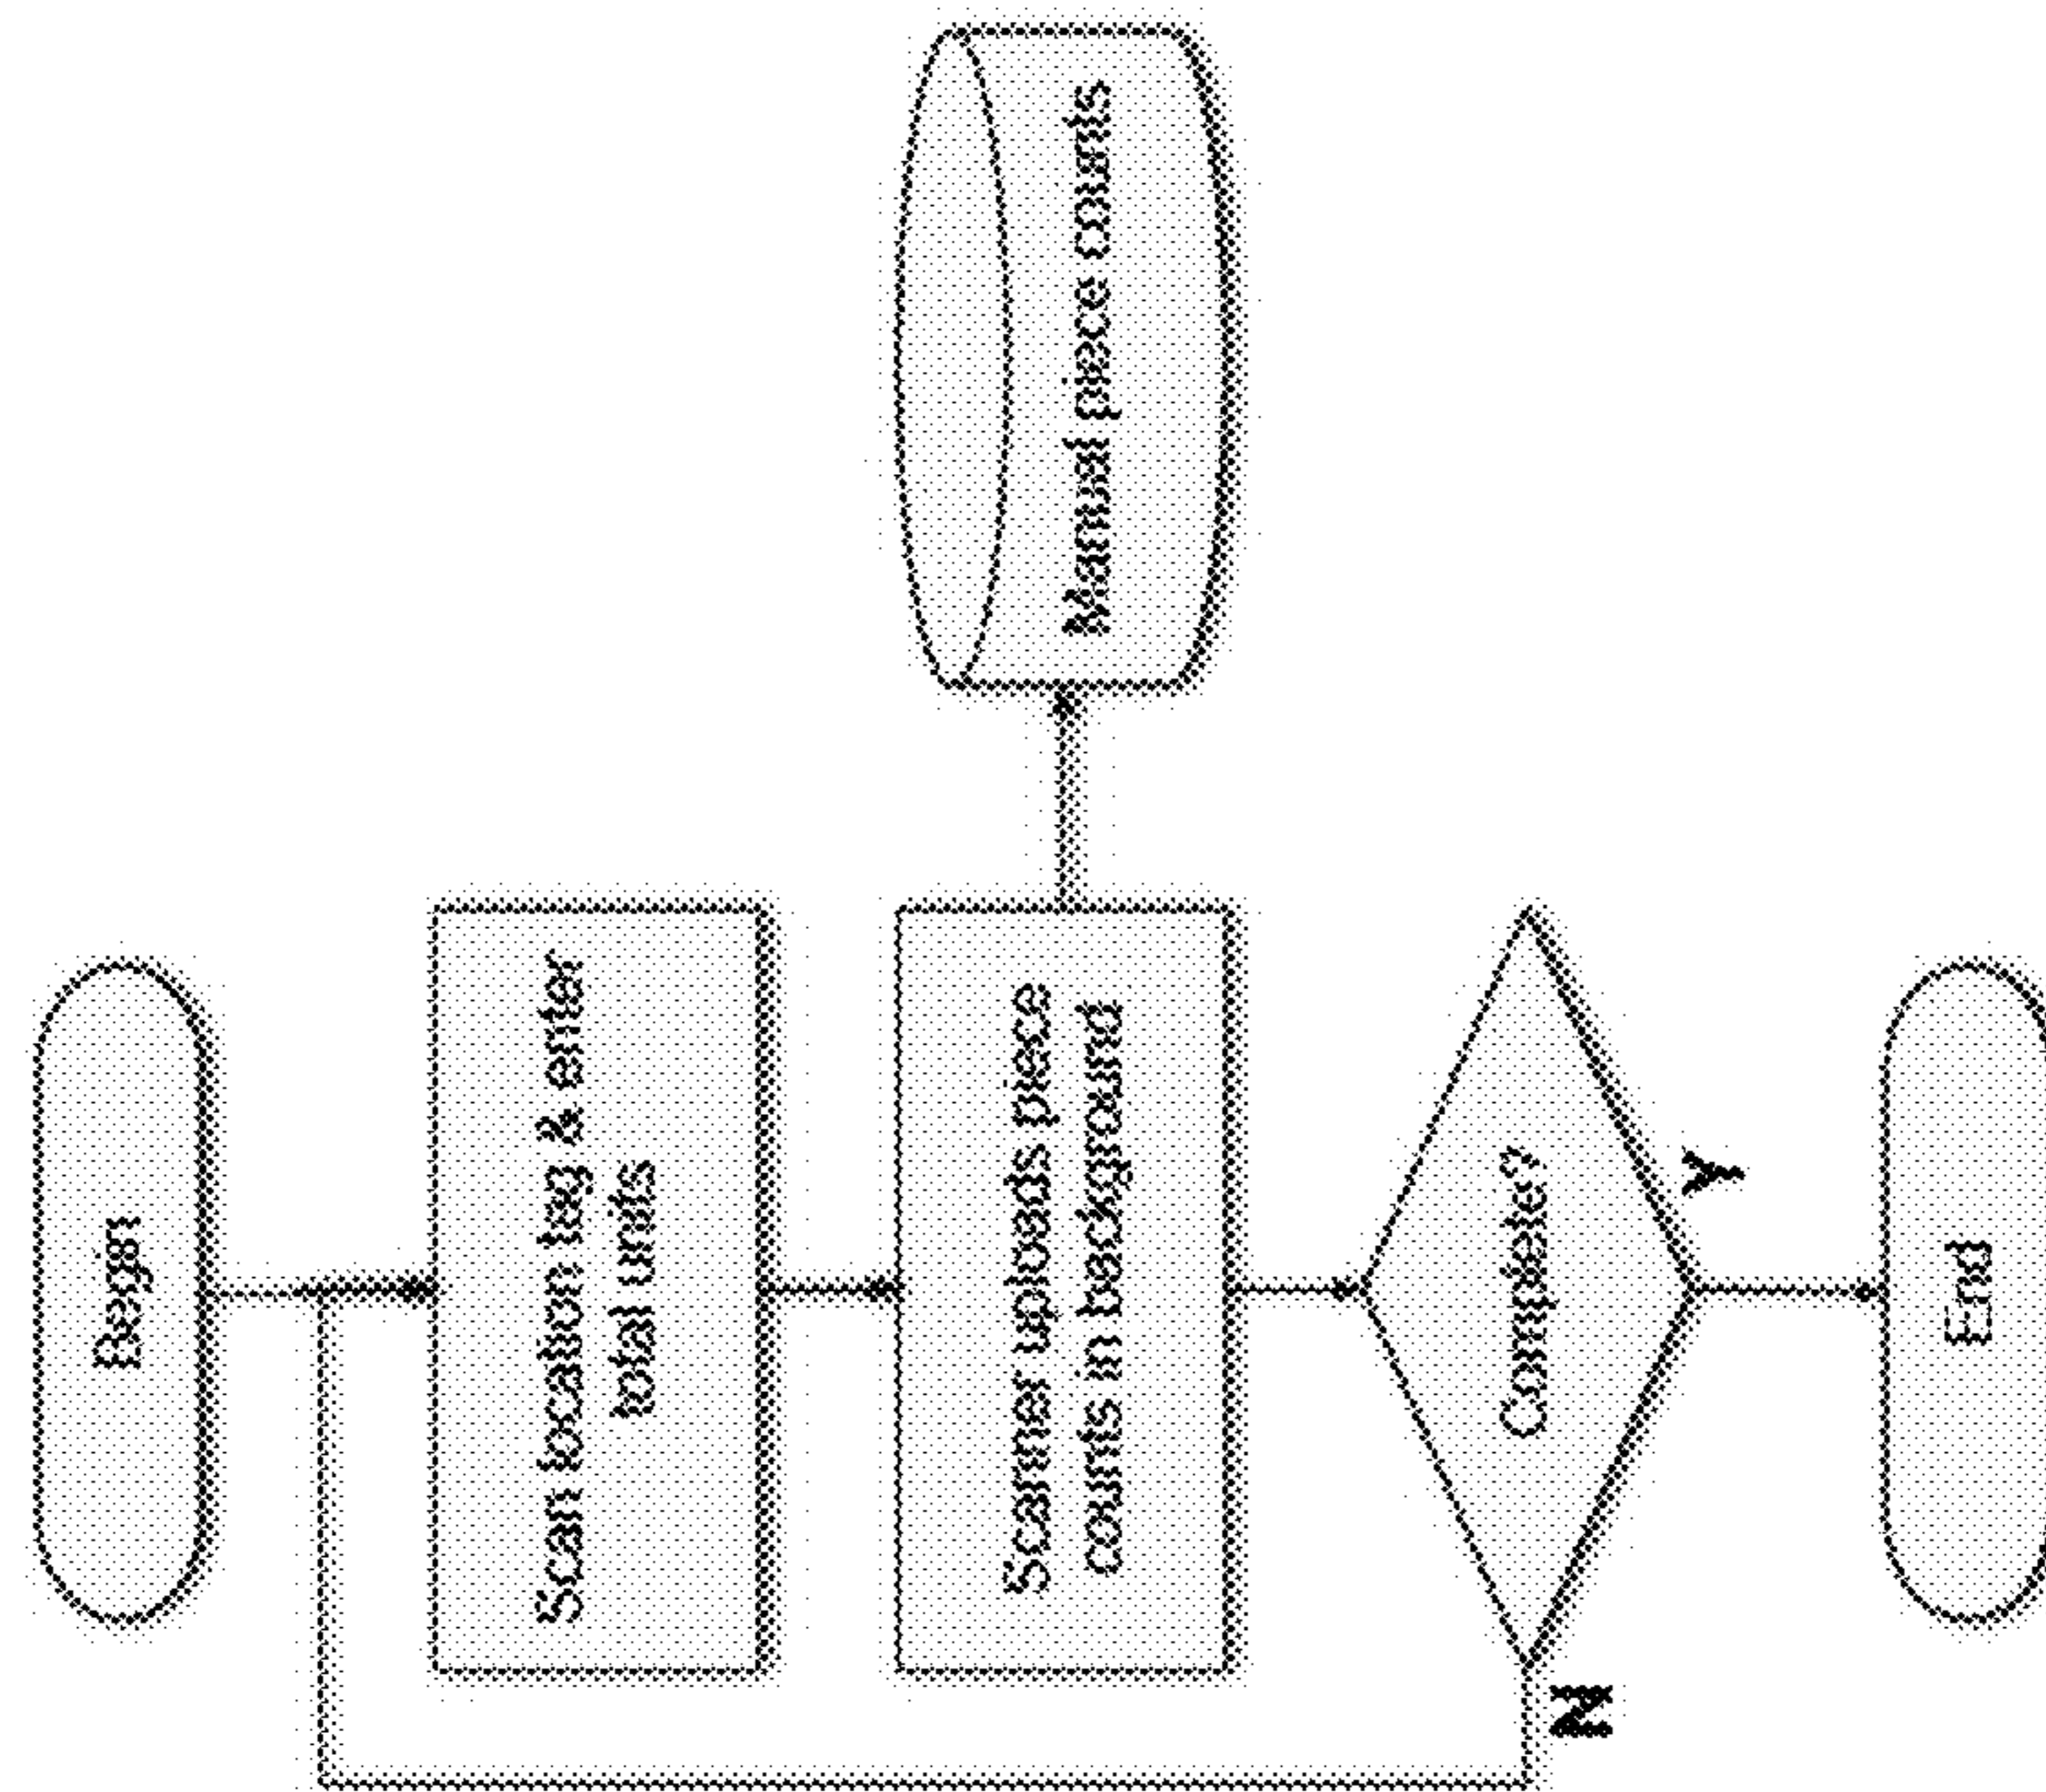 Begin
Scan location tag & enter
total units
Scanner uploads piece
counts in background
Manual piece counts
Complete?
Y
N
End